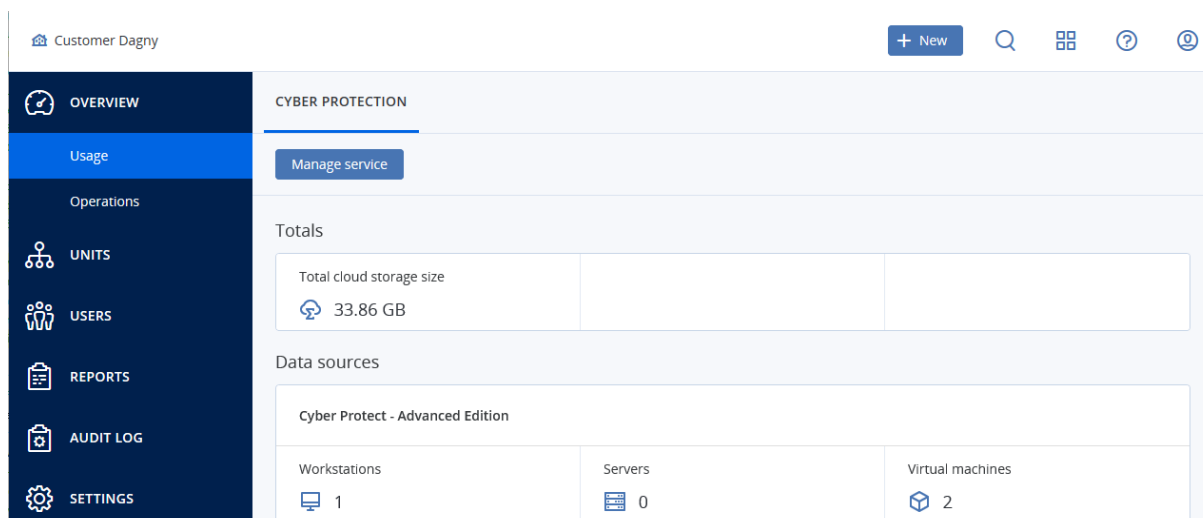 Customer Dagny
+ New
OVERVIEW
Usage
Operations
UNITS
USERS
REPORTS
AUDIT LOG
SETTINGS
CYBER PROTECTION
Manage service
Totals
Total cloud storage size
33.86 GB
Data sources
Cyber Protect - Advanced Edition
Workstations
1
Servers
0
Virtual machines
2